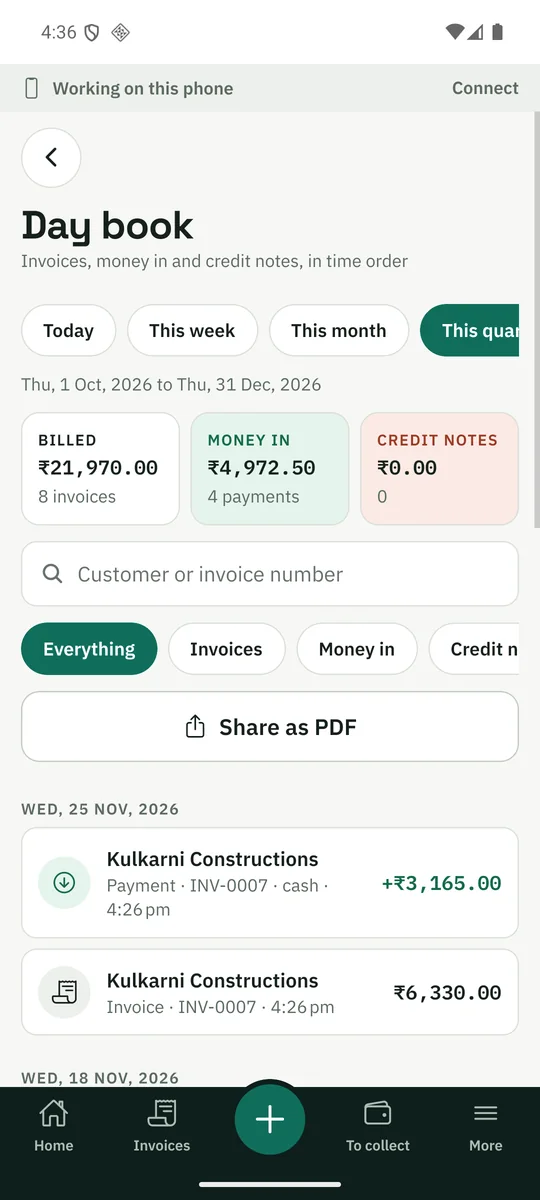 4:36
Working on this phone
Connect
Day book
Invoices, money in and credit notes, in time order
Today
This week
This month
This quar
Thu, 1 Oct, 2026 to Thu, 31 Dec, 2026
BILLED
₹21,970.00
8 invoices
MONEY IN
₹4,972.50
4 payments
CREDIT NOTES
₹0.00
0
Customer or invoice number
Everything
Invoices
Money in
Credit n
Share as PDF
WED, 25 NOV, 2026
Kulkarni Constructions
Payment · INV-0007 · cash ·
4:26 pm
+₹3,165.00
Kulkarni Constructions
Invoice · INV-0007 · 4:26 pm
₹6,330.00
WED, 18 NOV, 2026
Home
Invoices
To collect
More